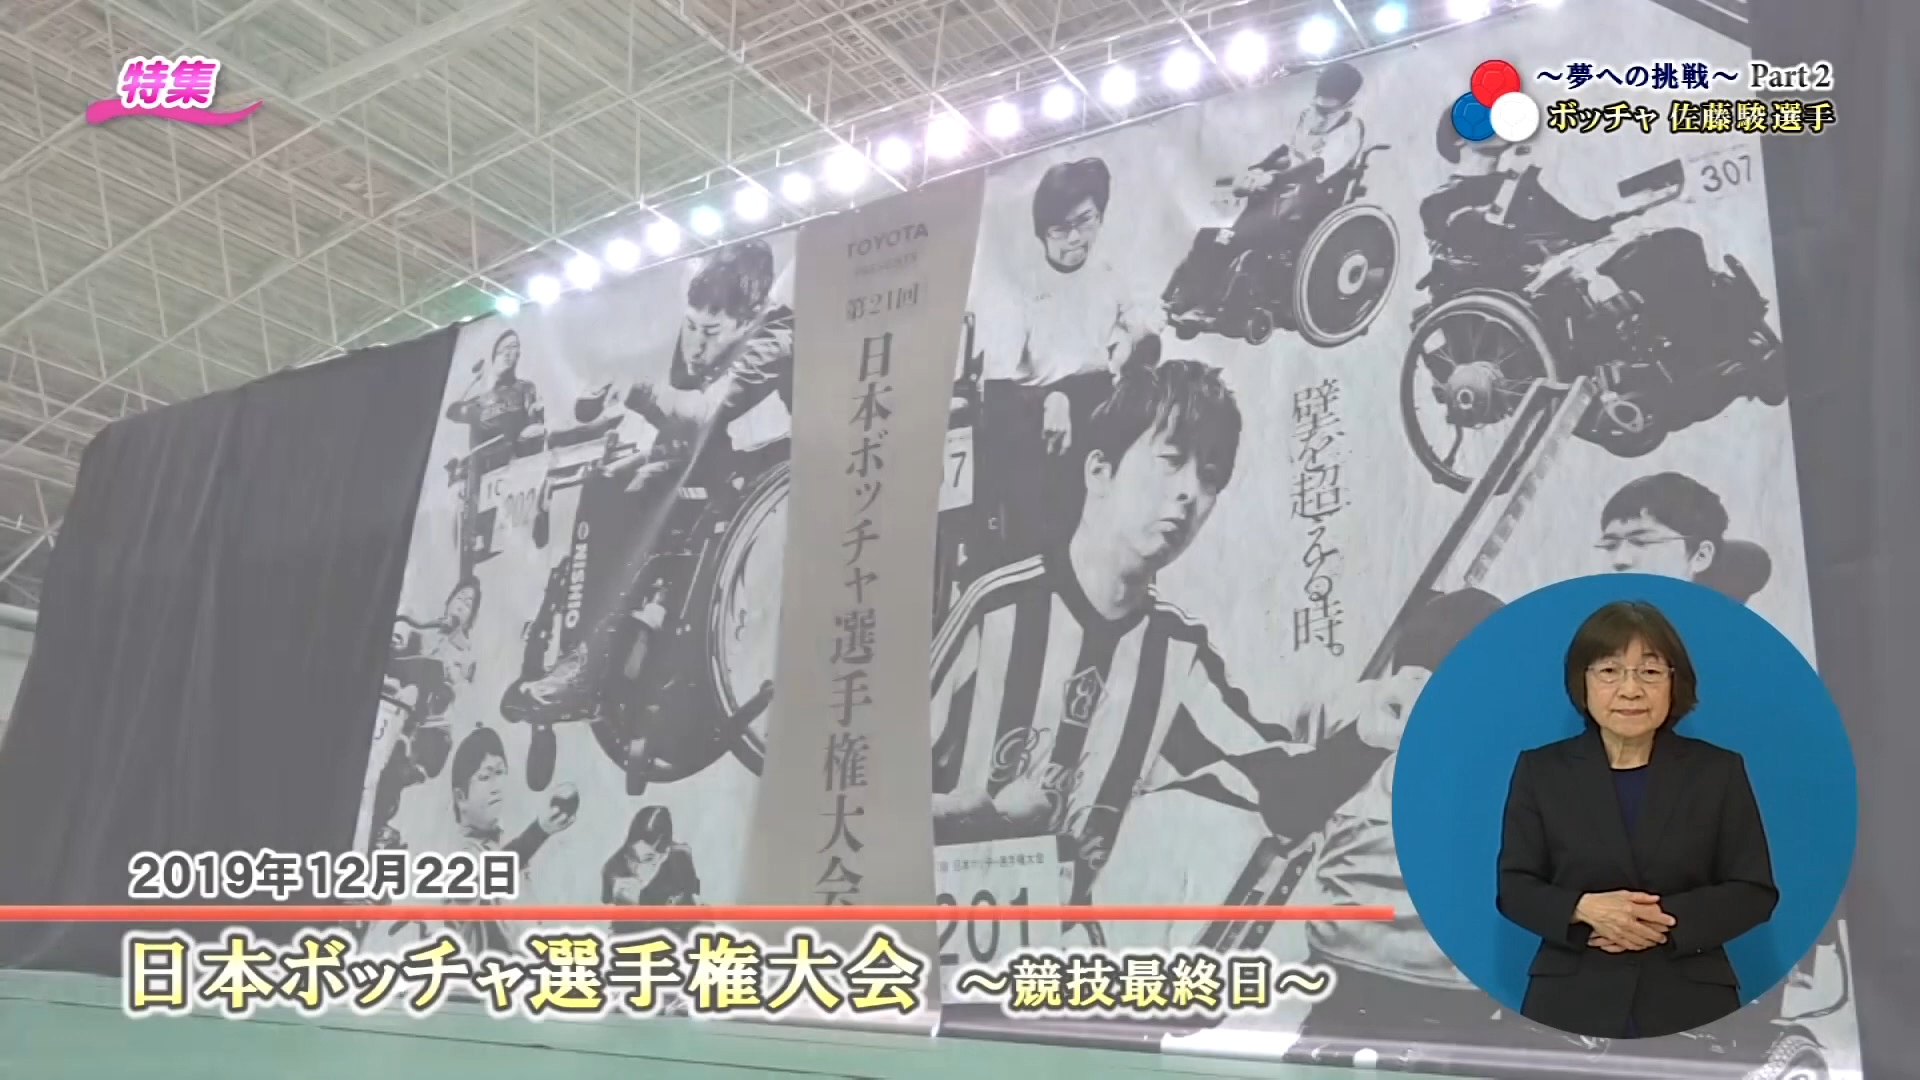 特集
〜夢への挑戦〜 Part 2
ボッチャ 佐藤駿選手
307
TOYOTA
PRESENTS
第21回
日本ボッチャ選手権大会
壁を超える時。
7
NISHIO
201
2019年12月22日
日本ボッチャ選手権大会 〜競技最終日〜